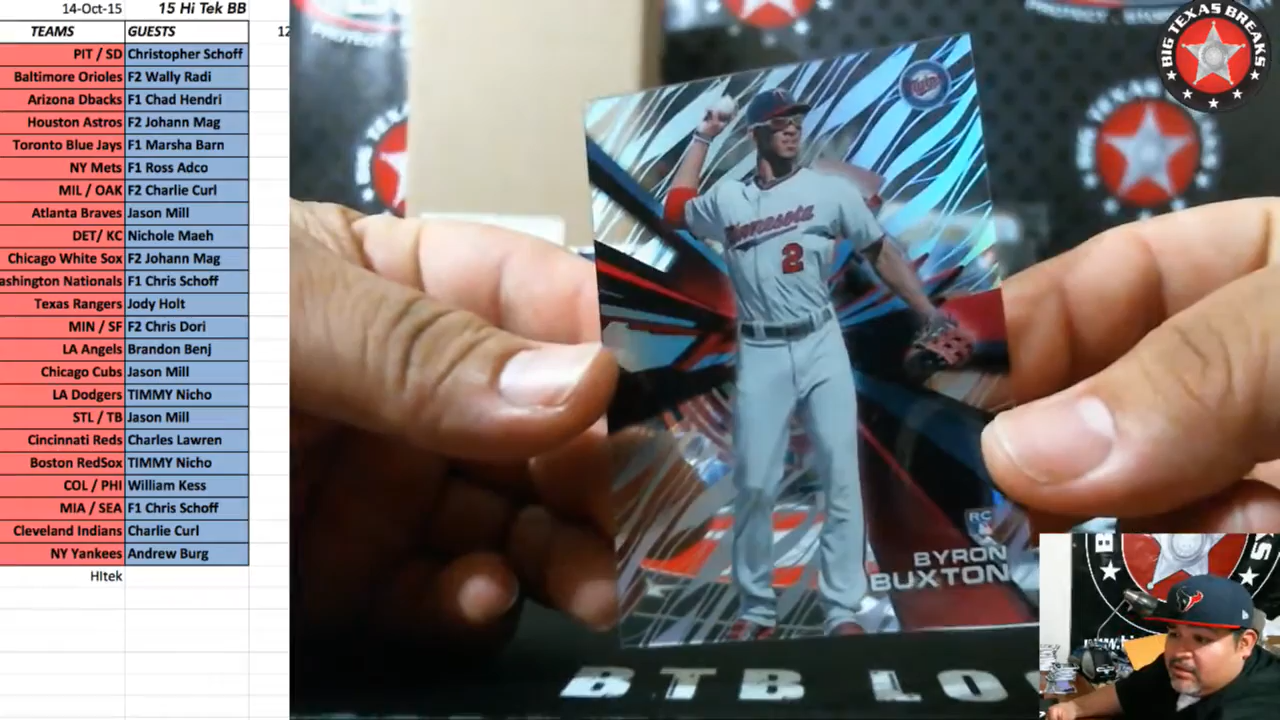 14-Oct-15 15 Hi Tek BB
TEAMS GUESTS 12
PIT / SD Christopher Schoff
Baltimore Orioles F2 Wally Radi
Arizona Dbacks F1 Chad Hendri
Houston Astros F2 Johann Mag
Toronto Blue Jays F1 Marsha Barn
NY Mets F1 Ross Adco
MIL / OAK F2 Charlie Curl
Atlanta Braves Jason Mill
DET/ KC Nichole Maeh
Chicago White Sox F2 Johann Mag
ashington Nationals F1 Chris Schoff
Texas Rangers Jody Holt
MIN / SF F2 Chris Dori
LA Angels Brandon Benj
Chicago Cubs Jason Mill
LA Dodgers TIMMY Nicho
STL / TB Jason Mill
Cincinnati Reds Charles Lawren
Boston RedSox TIMMY Nicho
COL / PHI William Kess
MIA / SEA F1 Chris Schoff
Cleveland Indians Charlie Curl
NY Yankees Andrew Burg
HItek
BIG TEXAS BREAKS
Twins
Minnesota
2
RC
BYRON
BUXTON
BTB LO